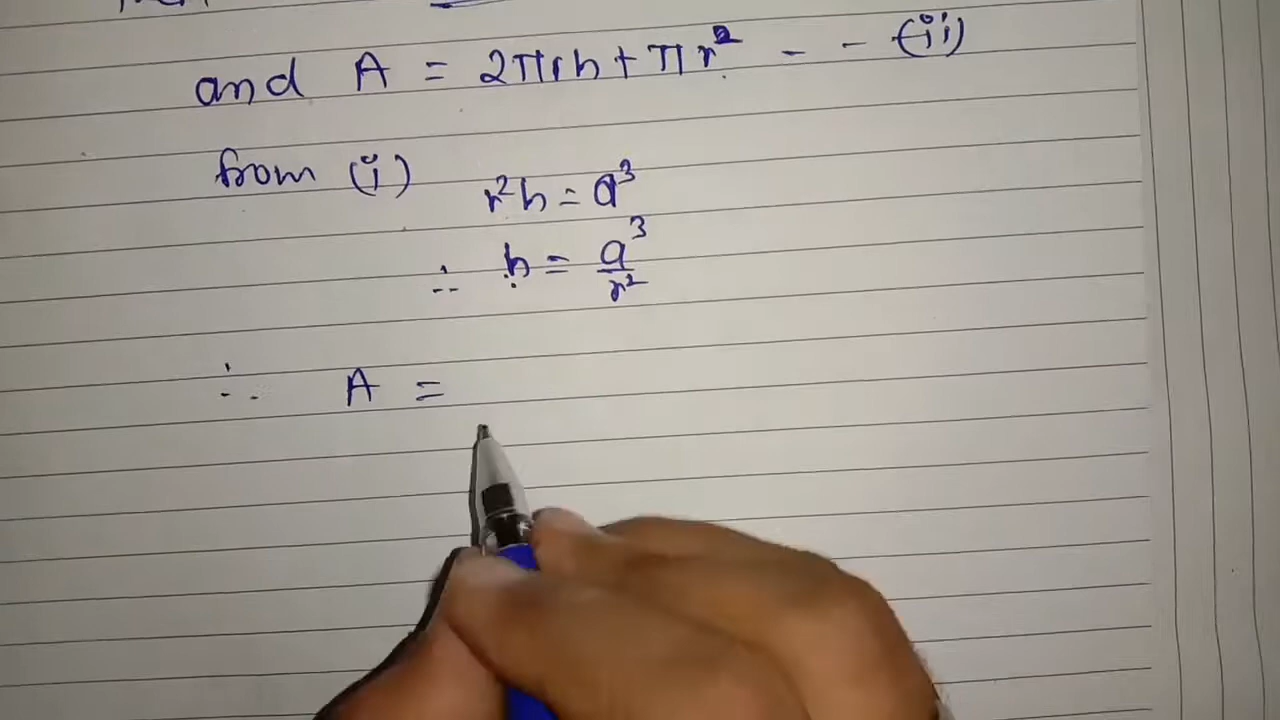 and A = 2πrh + πr² - - (ii)
from (i) r²h = a³
∴ h = a³/r²
∴ A =